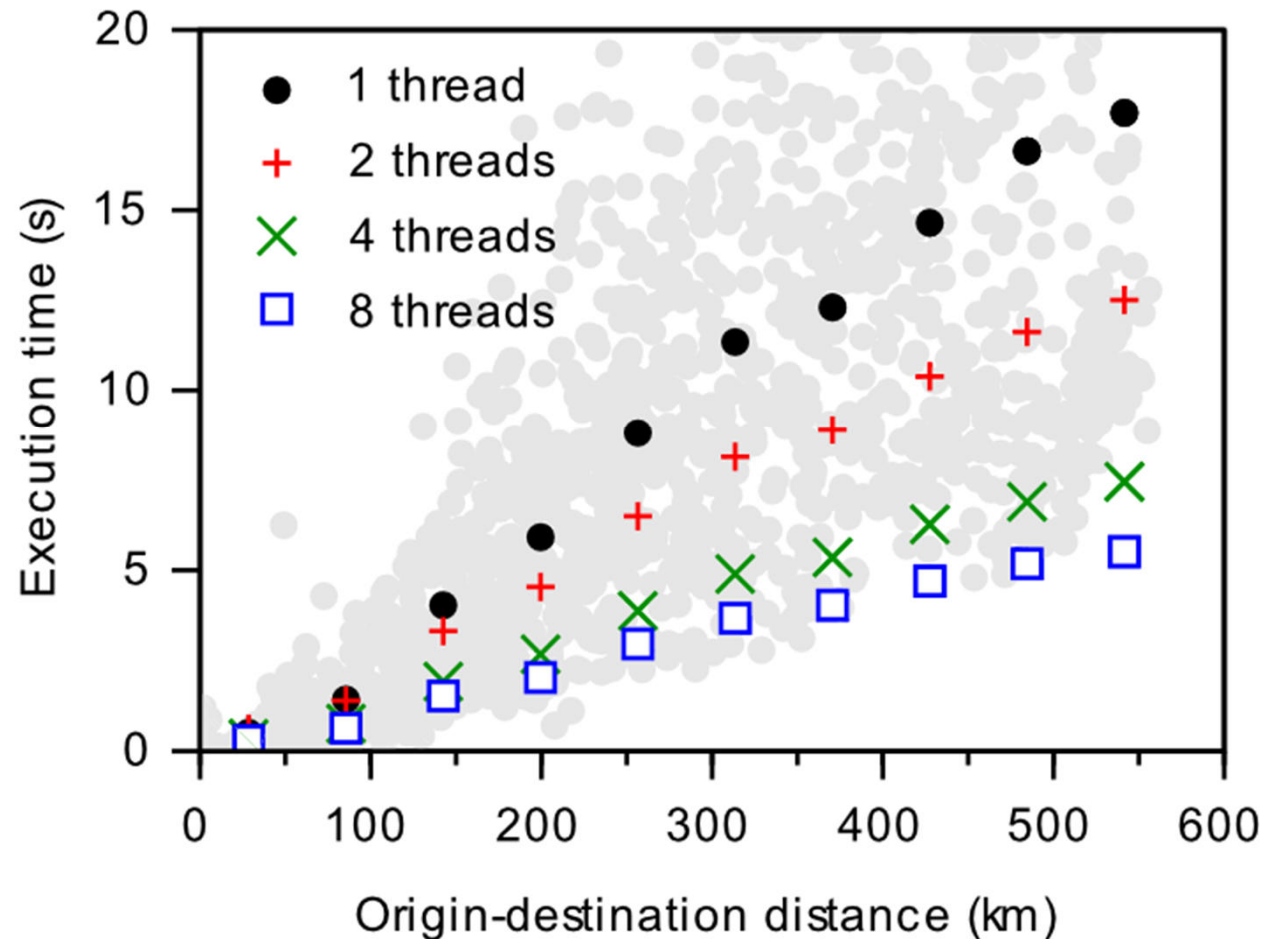 20
1 thread
2 threads
15
4 threads
8 threads
10
5
0
Execution time (s)
0 100 200 300 400 500 600
Origin-destination distance (km)